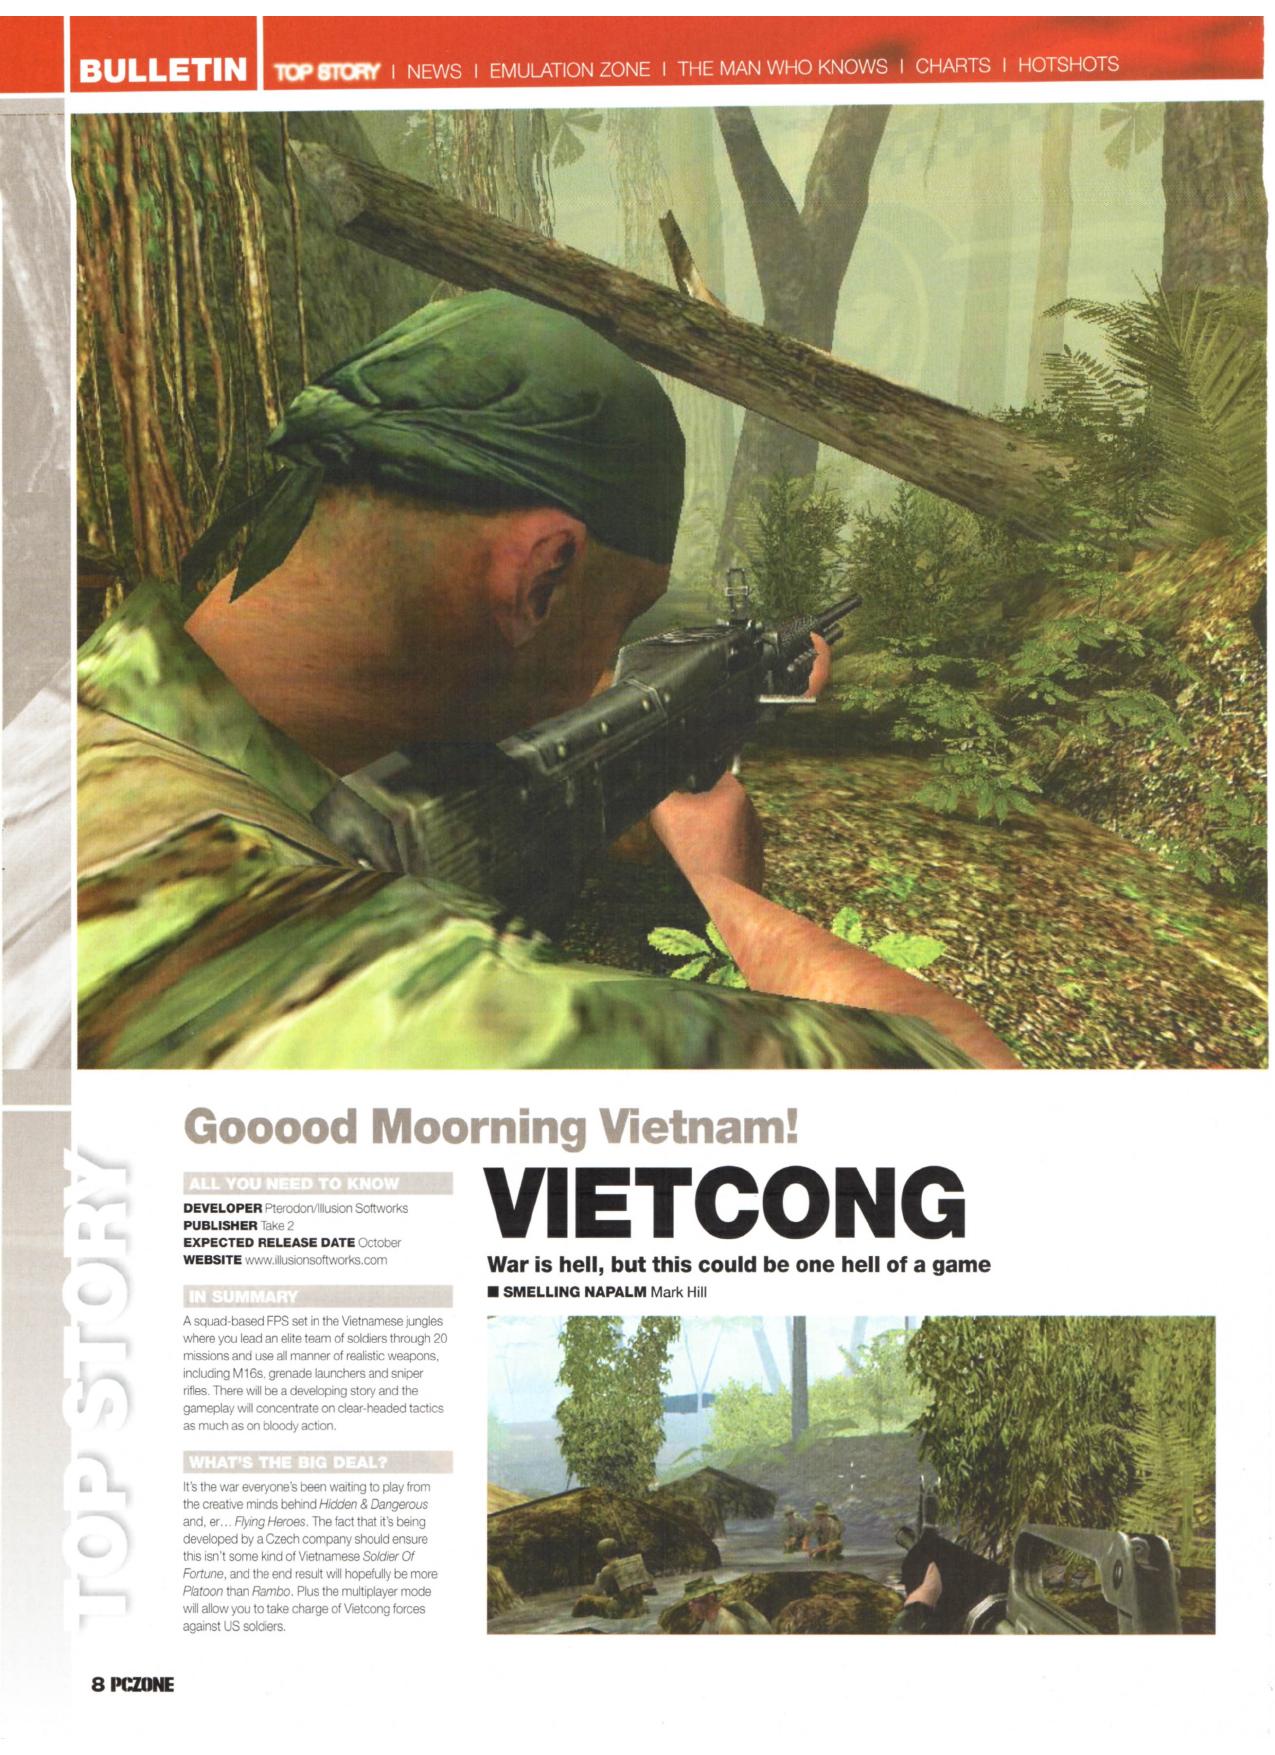 BULLETIN
TOP STORY | NEWS | EMULATION ZONE | THE MAN WHO KNOWS | CHARTS | HOTSHOTS
TOP STORY
Gooood Moorning Vietnam!
ALL YOU NEED TO KNOW
DEVELOPER Pterodon/Illusion Softworks
PUBLISHER Take 2
EXPECTED RELEASE DATE October
WEBSITE www.illusionsoftworks.com
IN SUMMARY
A squad-based FPS set in the Vietnamese jungles
where you lead an elite team of soldiers through 20
missions and use all manner of realistic weapons,
including M16s, grenade launchers and sniper
rifles. There will be a developing story and the
gameplay will concentrate on clear-headed tactics
as much as on bloody action.
WHAT'S THE BIG DEAL?
It's the war everyone's been waiting to play from
the creative minds behind Hidden & Dangerous
and, er... Flying Heroes. The fact that it's being
developed by a Czech company should ensure
this isn't some kind of Vietnamese Soldier Of
Fortune, and the end result will hopefully be more
Platoon than Rambo. Plus the multiplayer mode
will allow you to take charge of Vietcong forces
against US soldiers.
VIETCONG
War is hell, but this could be one hell of a game
■ SMELLING NAPALM Mark Hill
8 PCZONE